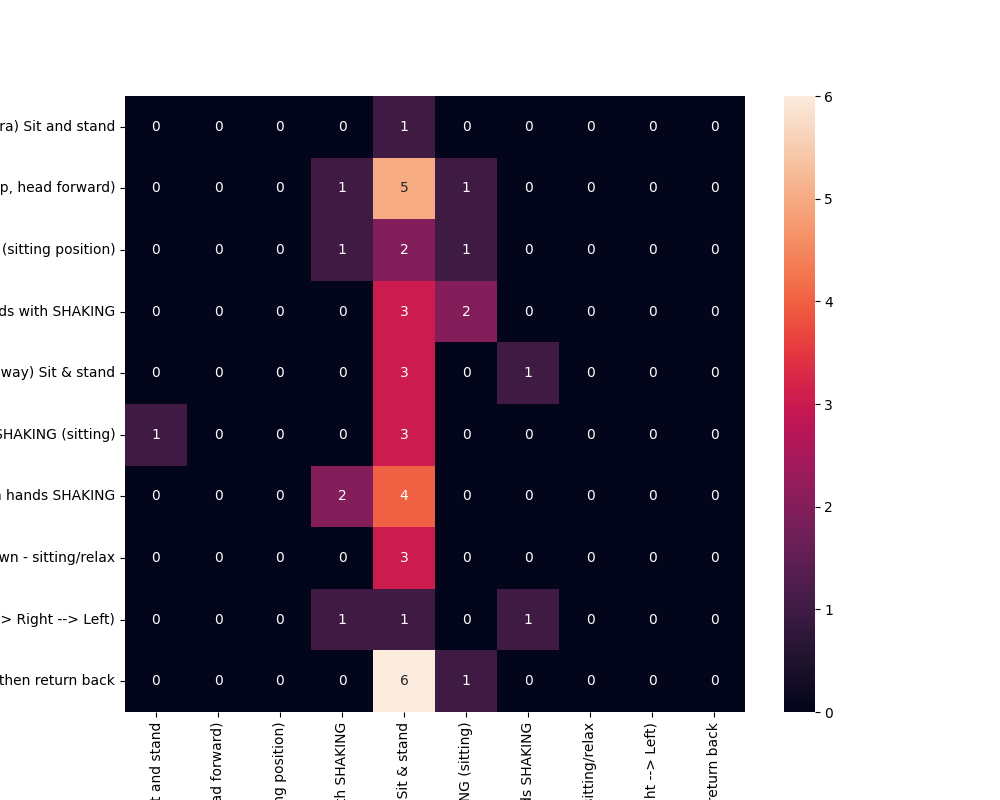 ra) Sit and stand 0 0 0 0 1 0 0 0 0 0
p, head forward) 0 0 0 1 5 1 0 0 0 0
(sitting position) 0 0 0 1 2 1 0 0 0 0
ds with SHAKING 0 0 0 0 3 2 0 0 0 0
way) Sit & stand 0 0 0 0 3 0 1 0 0 0
SHAKING (sitting) 1 0 0 0 3 0 0 0 0 0
hands SHAKING 0 0 0 2 4 0 0 0 0 0
wn - sitting/relax 0 0 0 0 3 0 0 0 0 0
> Right --> Left) 0 0 0 1 1 0 1 0 0 0
then return back 0 0 0 0 6 1 0 0 0 0
t and stand
ad forward)
ng position)
th SHAKING
Sit & stand
NG (sitting)
ds SHAKING
sitting/relax
ht --> Left)
return back
6
5
4
3
2
1
0